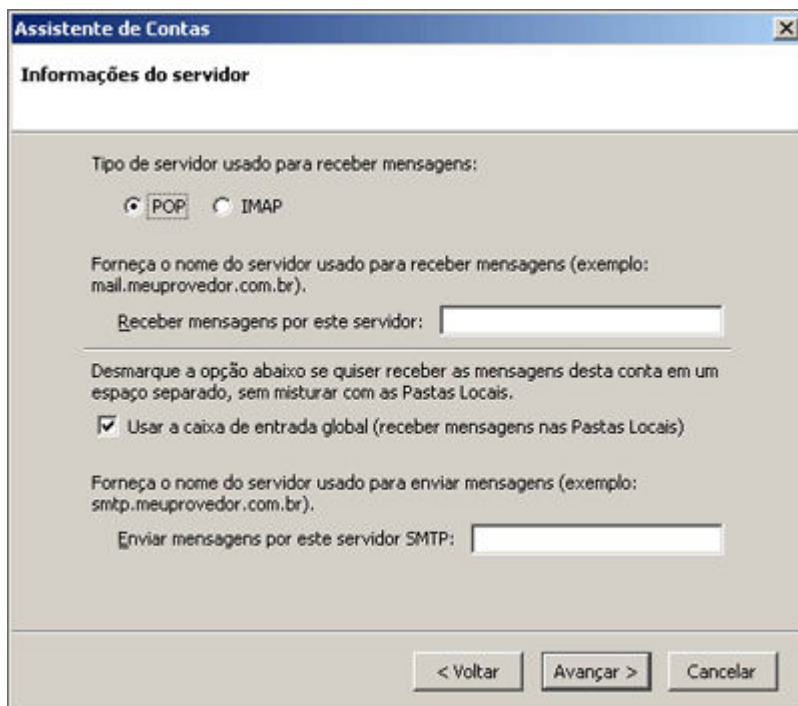 Assistente de Contas
Informações do servidor
Tipo de servidor usado para receber mensagens:
POP IMAP
Forneça o nome do servidor usado para receber mensagens (exemplo:
mail.meuprovedor.com.br).
Receber mensagens por este servidor:
Desmarque a opção abaixo se quiser receber as mensagens desta conta em um
espaço separado, sem misturar com as Pastas Locais.
Usar a caixa de entrada global (receber mensagens nas Pastas Locais)
Forneça o nome do servidor usado para enviar mensagens (exemplo:
smtp.meuprovedor.com.br).
Enviar mensagens por este servidor SMTP:
< Voltar Avançar > Cancelar